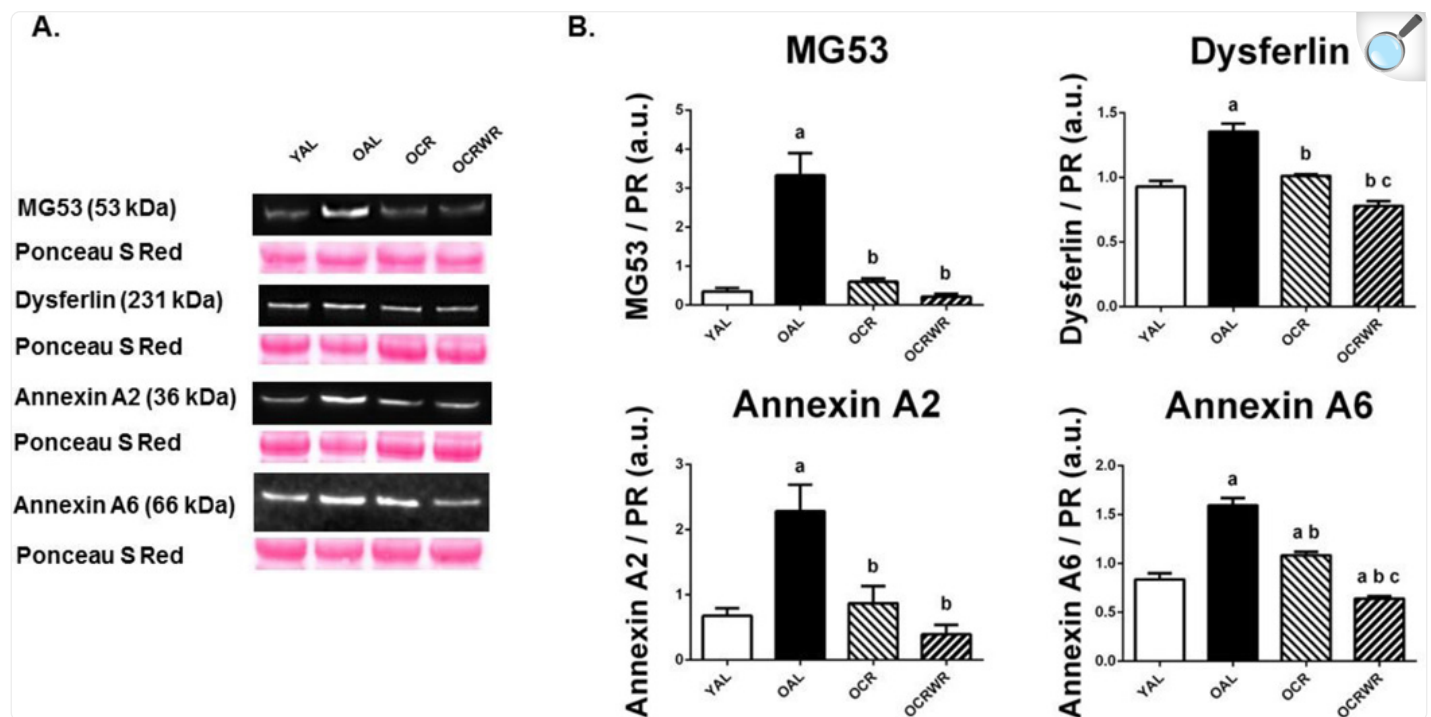 A.
YAL OAL OCR OCRWR
MG53 (53 kDa)
Ponceau S Red
Dysferlin (231 kDa)
Ponceau S Red
Annexin A2 (36 kDa)
Ponceau S Red
Annexin A6 (66 kDa)
Ponceau S Red
B.
MG53
MG53 / PR (a.u.)
5
4
3
2
1
0
a
b
b
YAL OAL OCR OCRWR
Dysferlin
Dysferlin / PR (a.u.)
1.5
1.0
0.5
0.0
a
b
b c
YAL OAL OCR OCRWR
Annexin A2
Annexin A2 / PR (a.u.)
3
2
1
0
a
b
b
YAL OAL OCR OCRWR
Annexin A6
Annexin A6 / PR (a.u.)
2.0
1.5
1.0
0.5
0.0
a
a b
a b c
YAL OAL OCR OCRWR